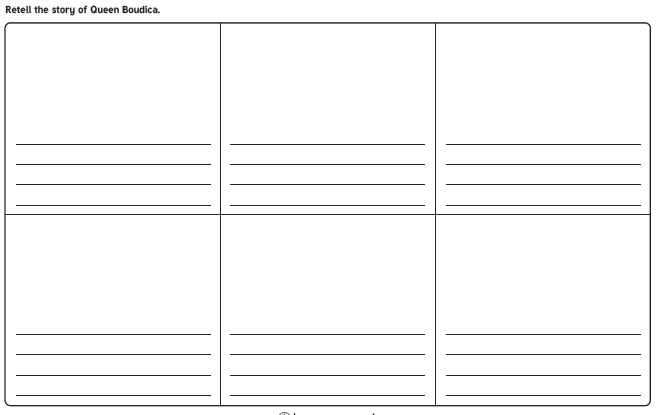 Retell the story of Queen Boudica.